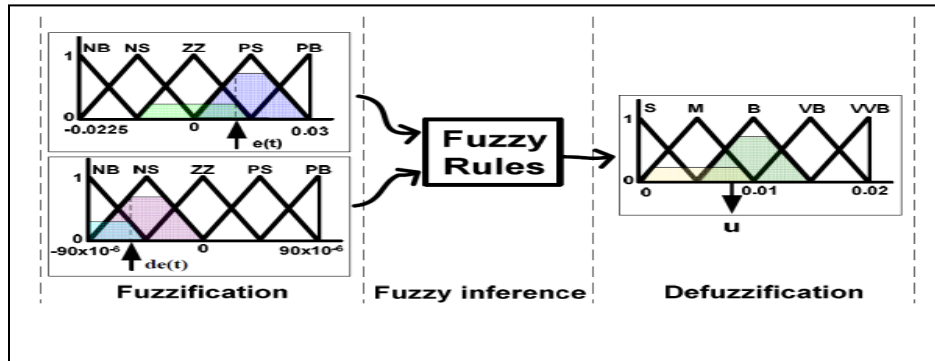 NB NS ZZ PS PB
1
0
-0.0225 0 0.03
e(t)
NB NS ZZ PS PB
1
0
-90x10-6 0 90x10-6
de(t)
Fuzzification
Fuzzy
Rules
Fuzzy inference
S M B VB VVB
1
0
0 0.01 0.02
u
Defuzzification